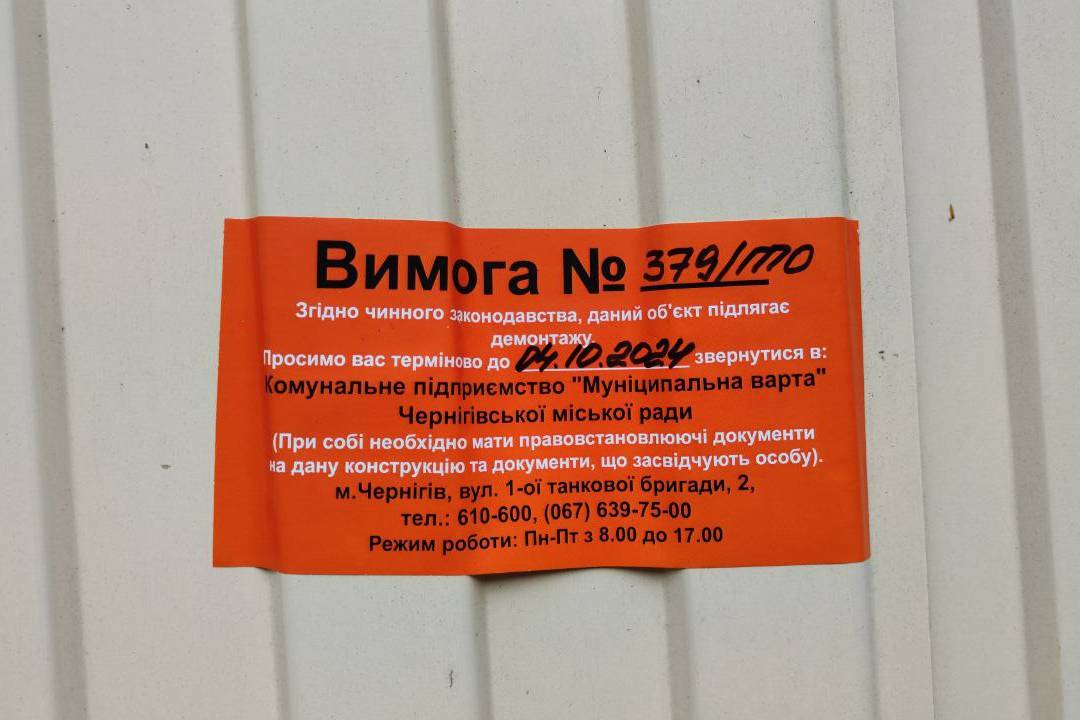 Вимога № 379/ТПО
Згідно чинного законодавства, даний об'єкт підлягає
демонтажу.
Просимо вас терміново до 04.10.2024 звернутися в:
Комунальне підприємство "Муніципальна варта"
Чернігівської міської ради
(При собі необхідно мати правовстановлюючі документи
на дану конструкцію та документи, що засвідчують особу).
м.Чернігів, вул. 1-ої танкової бригади, 2,
тел.: 610-600, (067) 639-75-00
Режим роботи: Пн-Пт з 8.00 до 17.00